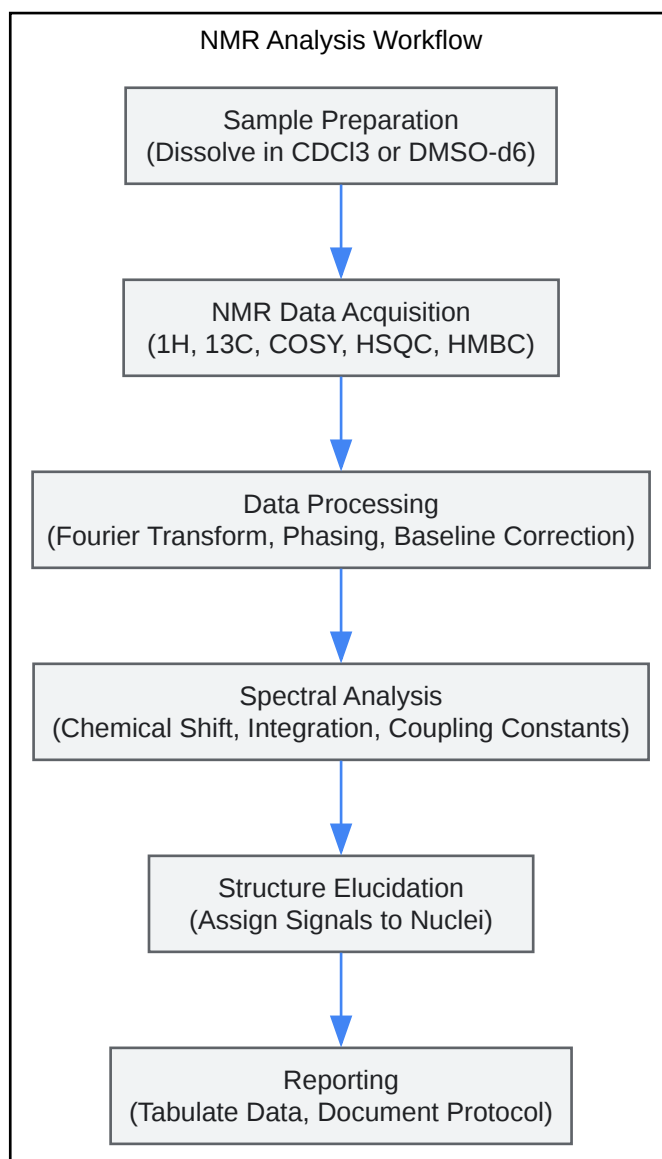 NMR Analysis Workflow
Sample Preparation
(Dissolve in CDCl3 or DMSO-d6)
NMR Data Acquisition
(1H, 13C, COSY, HSQC, HMBC)
Data Processing
(Fourier Transform, Phasing, Baseline Correction)
Spectral Analysis
(Chemical Shift, Integration, Coupling Constants)
Structure Elucidation
(Assign Signals to Nuclei)
Reporting
(Tabulate Data, Document Protocol)